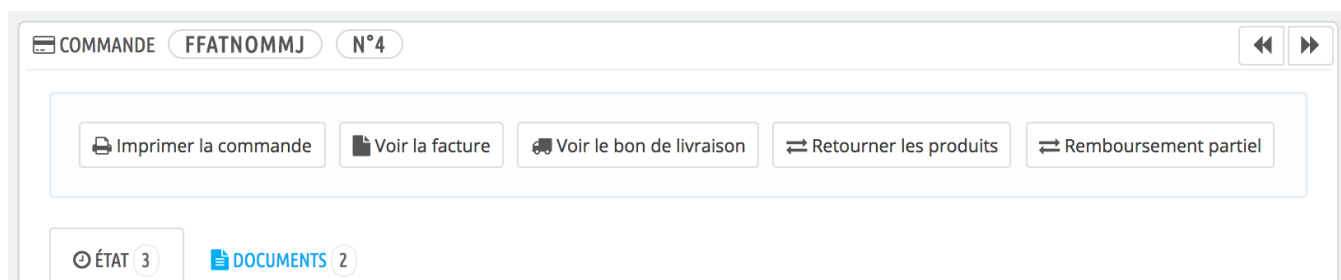 COMMANDE FFATNOMMJ N°4
Imprimer la commande Voir la facture Voir le bon de livraison Retourner les produits Remboursement partiel
ÉTAT 3 DOCUMENTS 2